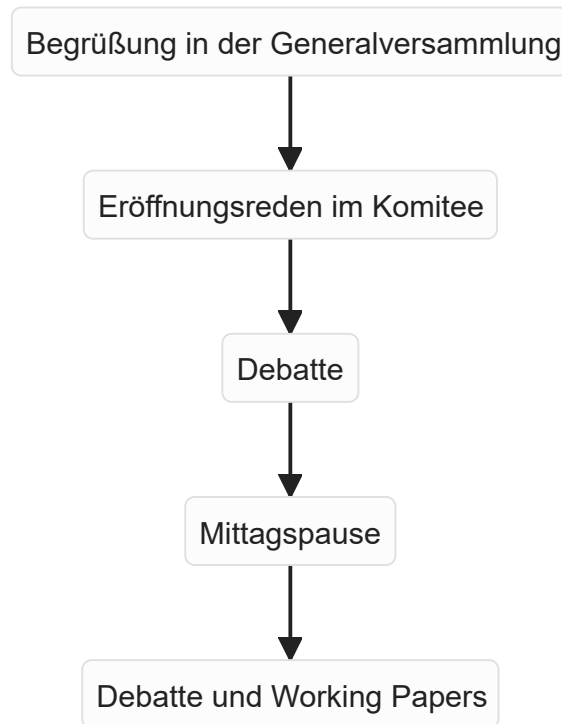 Begrüßung in der Generalversammlung
Eröffnungsreden im Komitee
Debatte
Mittagspause
Debatte und Working Papers